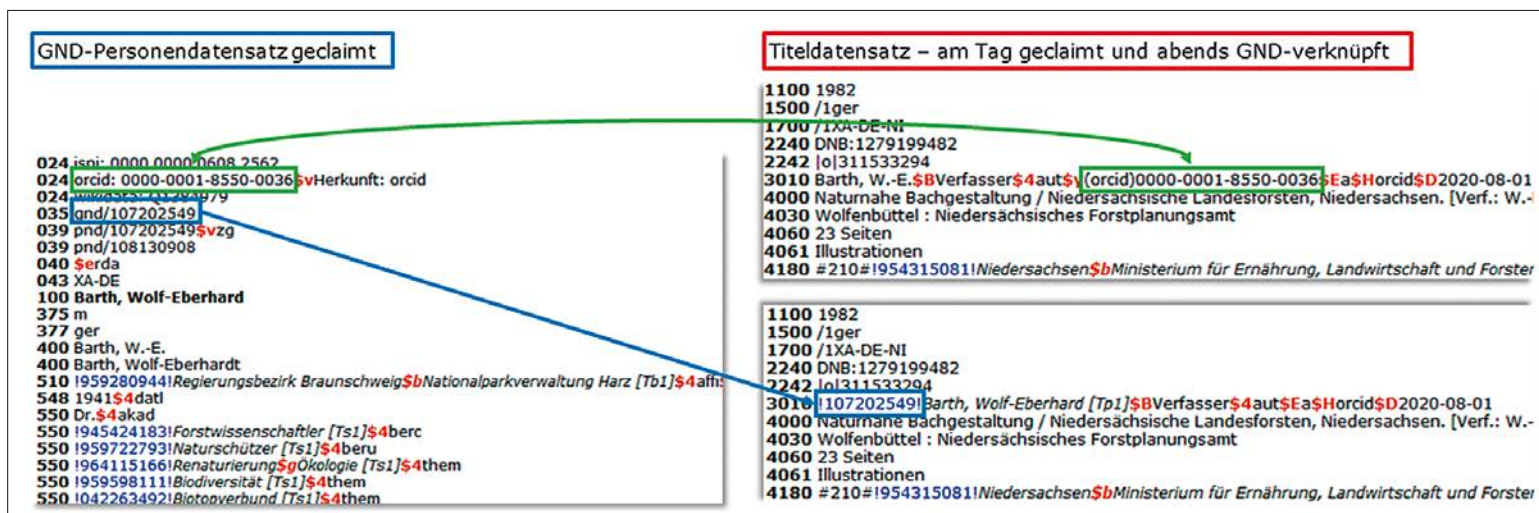 GND-Personendatensatz geclaimt
024 isni: 0000 0000 0608 2562
024 orcid: 0000-0001-8550-0036$vHerkunft: orcid
024
035 gnd/107202549
039 pnd/107202549$vzg
039 pnd/108130908
040 $erda
043 XA-DE
100 Barth, Wolf-Eberhard
375 m
377 ger
400 Barth, W.-E.
400 Barth, Wolf-Eberhardt
510 !959280944!Regierungsbezirk Braunschweig$bNationalparkverwaltung Harz [Tb1]$4affi
548 1941$4datl
550 Dr.$4akad
550 !945424183!Forstwissenschaftler [Ts1]$4berc
550 !959722793!Naturschützer [Ts1]$4beru
550 !964115166!Renaturierung$gÖkologie [Ts1]$4them
550 !959598111!Biodiversität [Ts1]$4them
550 !042263492!Biotopverbund [Ts1]$4them
Titeldatensatz – am Tag geclaimt und abends GND-verknüpft
1100 1982
1500 /1ger
1700 /1XA-DE-NI
2240 DNB:1279199482
2242 |o|311533294
3010 Barth, W.-E.$BVerfasser$4aut$y(orcid)0000-0001-8550-0036$Ea$Horcid$D2020-08-01
4000 Naturnahe Bachgestaltung / Niedersächsische Landesforsten, Niedersachsen. [Verf.: W.-
4030 Wolfenbüttel : Niedersächsisches Forstplanungsamt
4060 23 Seiten
4061 Illustrationen
4180 #210#!954315081!Niedersachsen$bMinisterium für Ernährung, Landwirtschaft und Forster
1100 1982
1500 /1ger
1700 /1XA-DE-NI
2240 DNB:1279199482
2242 |o|311533294
3010 !107202549!Barth, Wolf-Eberhard [Tp1]$BVerfasser$4aut$Ea$Horcid$D2020-08-01
4000 Naturnahe Bachgestaltung / Niedersächsische Landesforsten, Niedersachsen. [Verf.: W.-
4030 Wolfenbüttel : Niedersächsisches Forstplanungsamt
4060 23 Seiten
4061 Illustrationen
4180 #210#!954315081!Niedersachsen$bMinisterium für Ernährung, Landwirtschaft und Forster